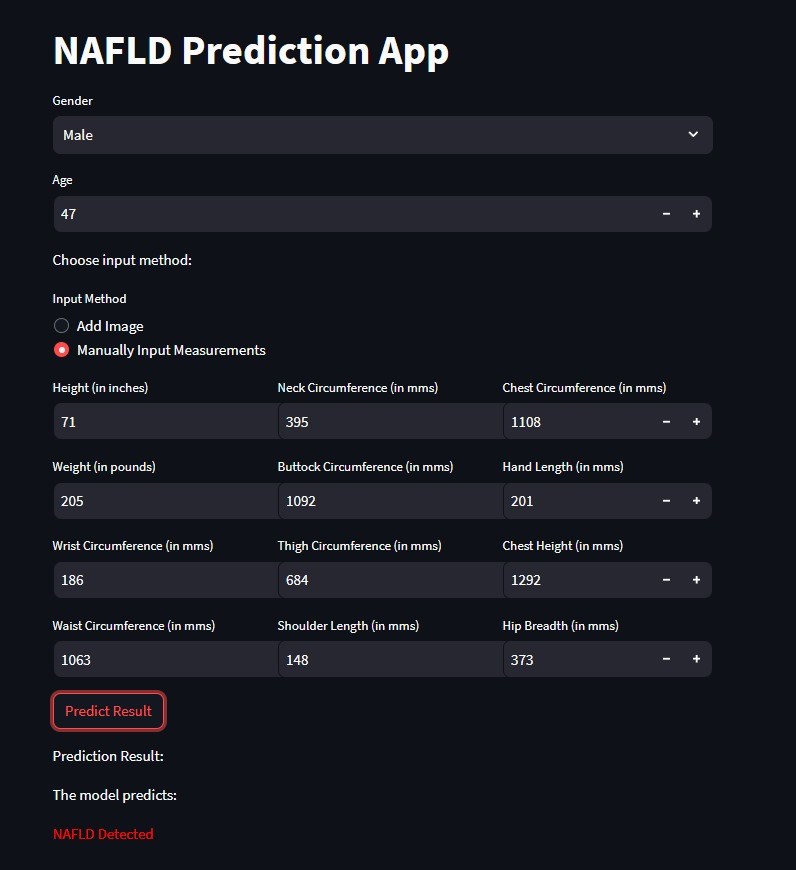 NAFLD Prediction App
Gender
Male
Age
47
Choose input method:
Input Method
Add Image
Manually Input Measurements
Height (in inches) Neck Circumference (in mms) Chest Circumference (in mms)
71 395 1108
Weight (in pounds) Buttock Circumference (in mms) Hand Length (in mms)
205 1092 201
Wrist Circumference (in mms) Thigh Circumference (in mms) Chest Height (in mms)
186 684 1292
Waist Circumference (in mms) Shoulder Length (in mms) Hip Breadth (in mms)
1063 148 373
Predict Result
Prediction Result:
The model predicts:
NAFLD Detected